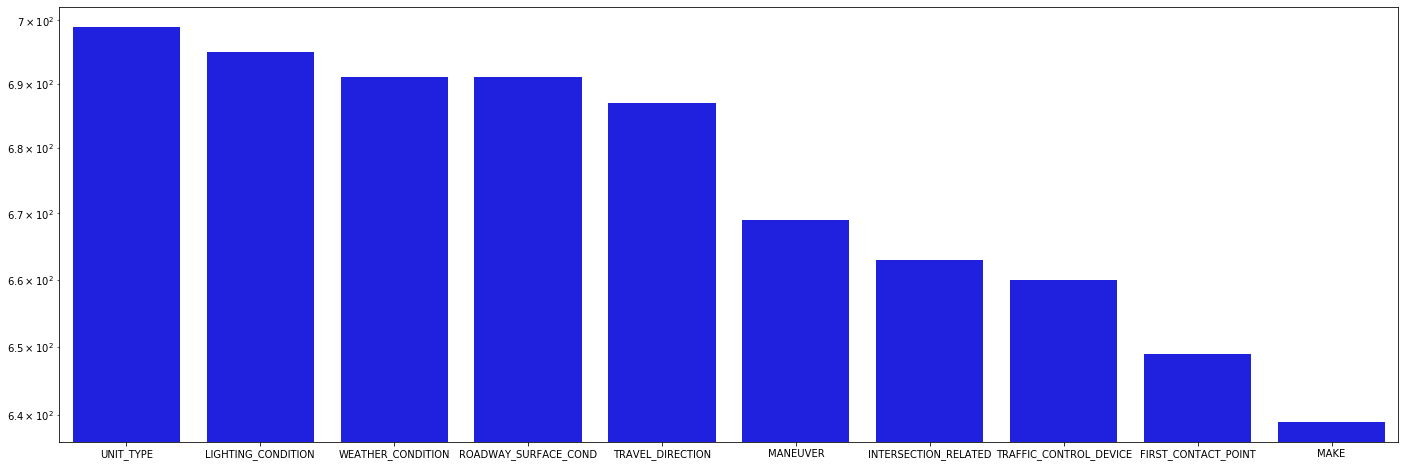 7 × 10²
6.9 × 10²
6.8 × 10²
6.7 × 10²
6.6 × 10²
6.5 × 10²
6.4 × 10²
UNIT_TYPE LIGHTING_CONDITION WEATHER_CONDITION ROADWAY_SURFACE_COND TRAVEL_DIRECTION MANEUVER INTERSECTION_RELATED TRAFFIC_CONTROL_DEVICE FIRST_CONTACT_POINT MAKE